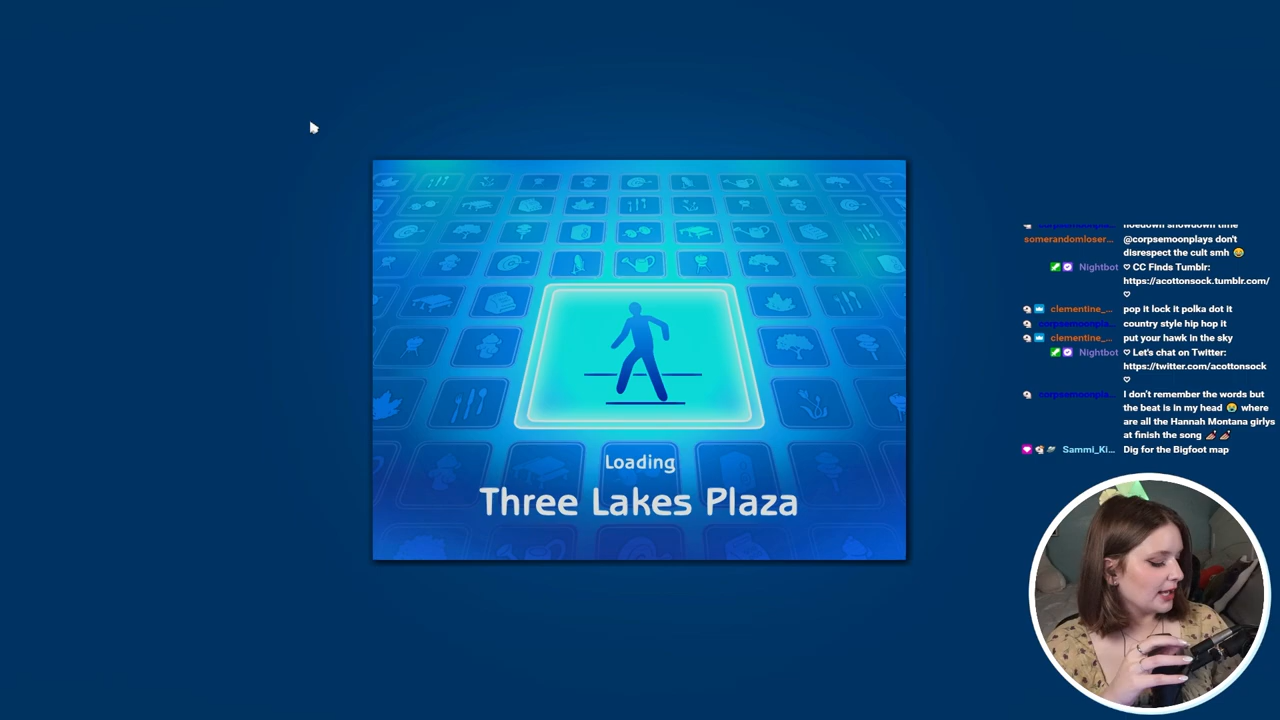 Loading
Three Lakes Plaza
hoedown showdown time
somerandomloser... @corpsemoonplays don't
disrespect the cult smh 😂
Nightbot ♡ CC Finds Tumblr:
https://acottonsock.tumblr.com/
♡
clementine_... pop it lock it polka dot it
corpsemoonpla... country style hip hop it
clementine_... put your hawk in the sky
Nightbot ♡ Let's chat on Twitter:
https://twitter.com/acottonsock
♡
corpsemoonpla... I don't remember the words but
the beat is in my head 😭 where
are all the Hannah Montana girlys
at finish the song
Sammi_Ki... Dig for the Bigfoot map